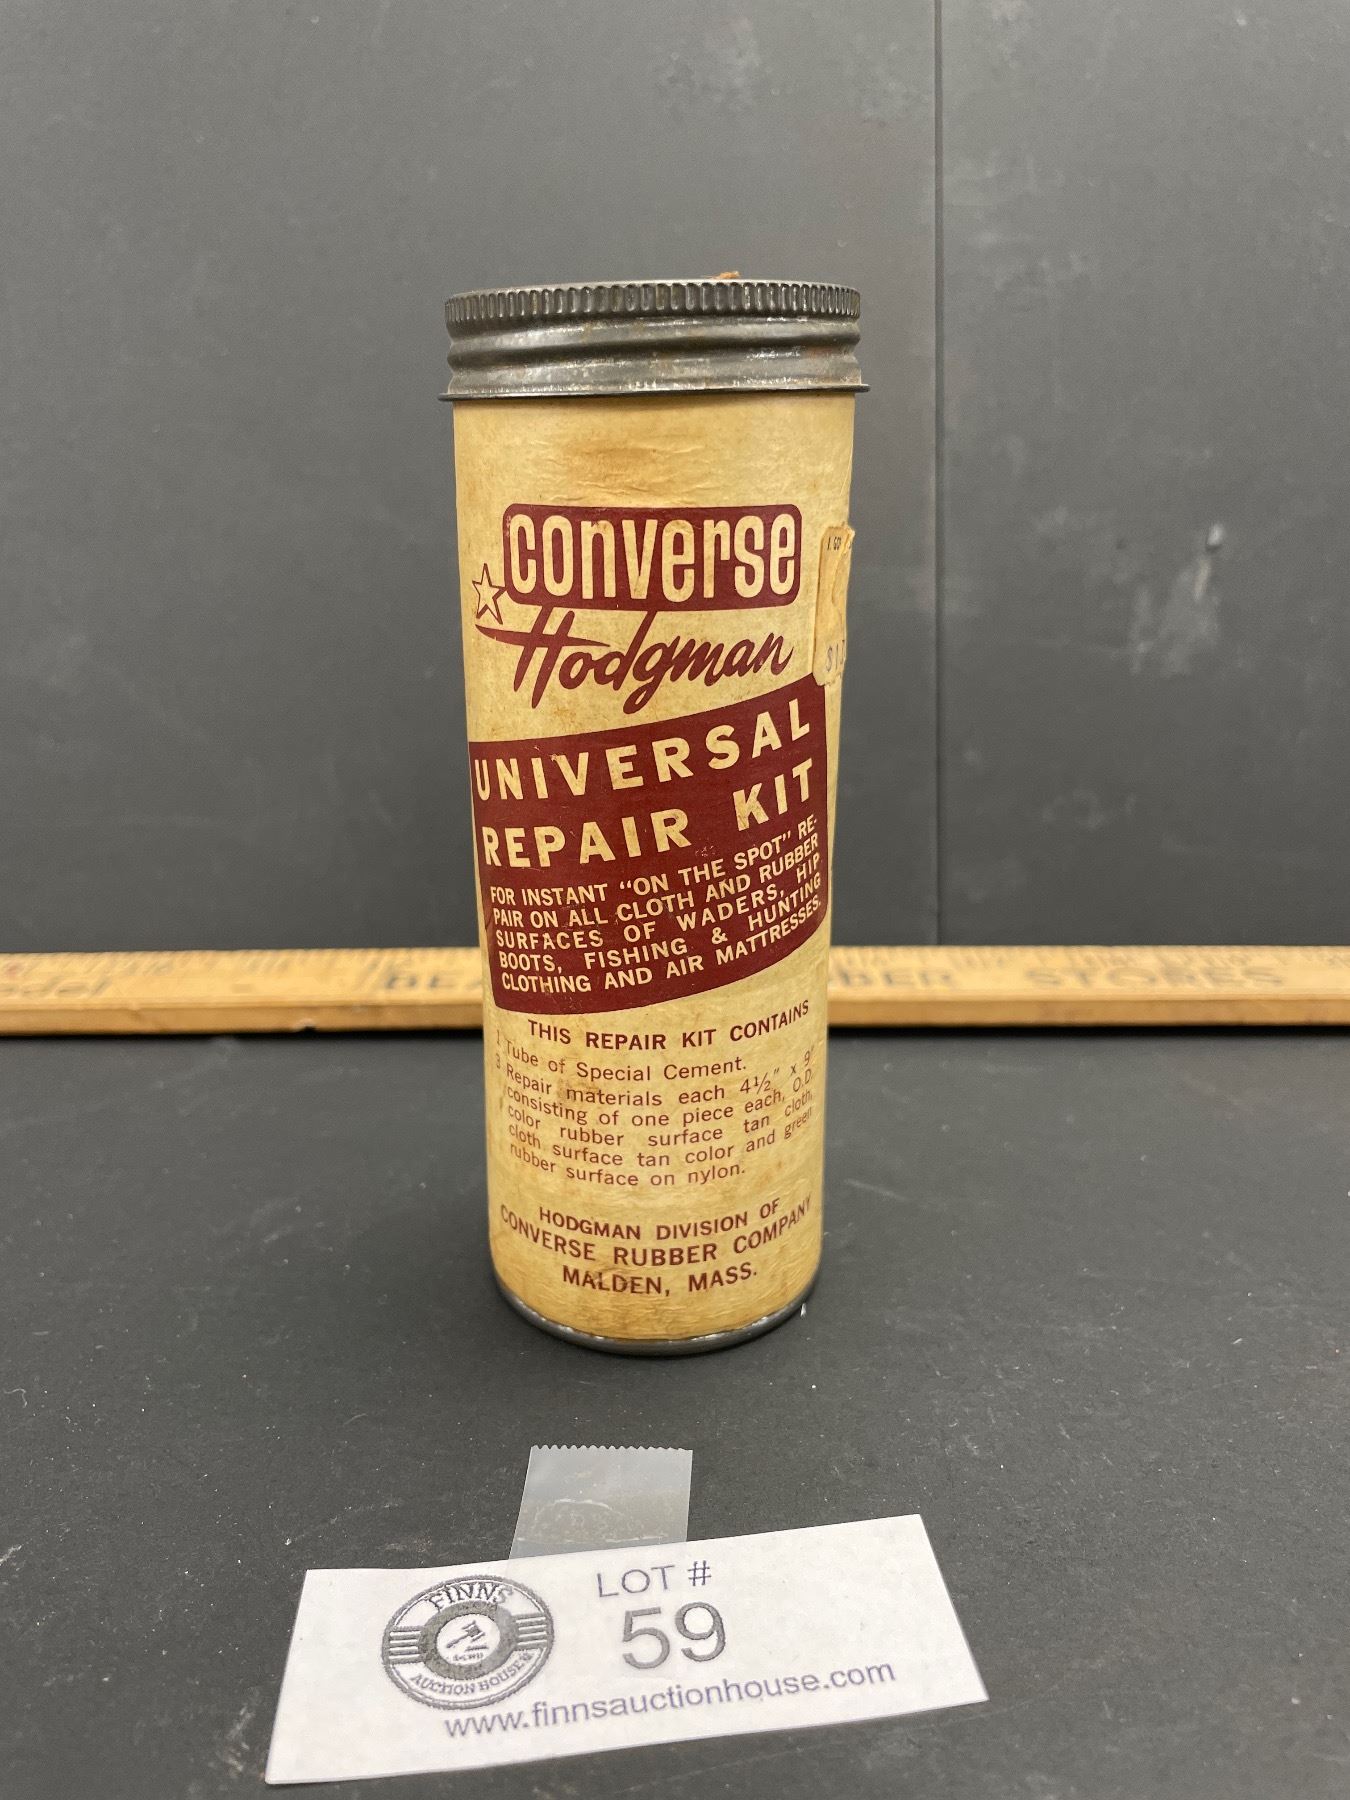 converse
Hodgman
UNIVERSAL
REPAIR KIT
FOR INSTANT "ON THE SPOT" RE-
PAIR ON ALL CLOTH AND RUBBER
SURFACES OF WADERS, HIP
BOOTS, FISHING & HUNTING
CLOTHING AND AIR MATTRESSES.
THIS REPAIR KIT CONTAINS
1 Tube of Special Cement.
3 Repair materials each 4½" x 9"
consisting of one piece each, O.D.
color rubber surface tan cloth,
cloth surface tan color and green
rubber surface on nylon.
HODGMAN DIVISION OF
CONVERSE RUBBER COMPANY
MALDEN, MASS.
STORES
LOT #
59
FINNS
AUCTION HOUSE
www.finnsauctionhouse.com